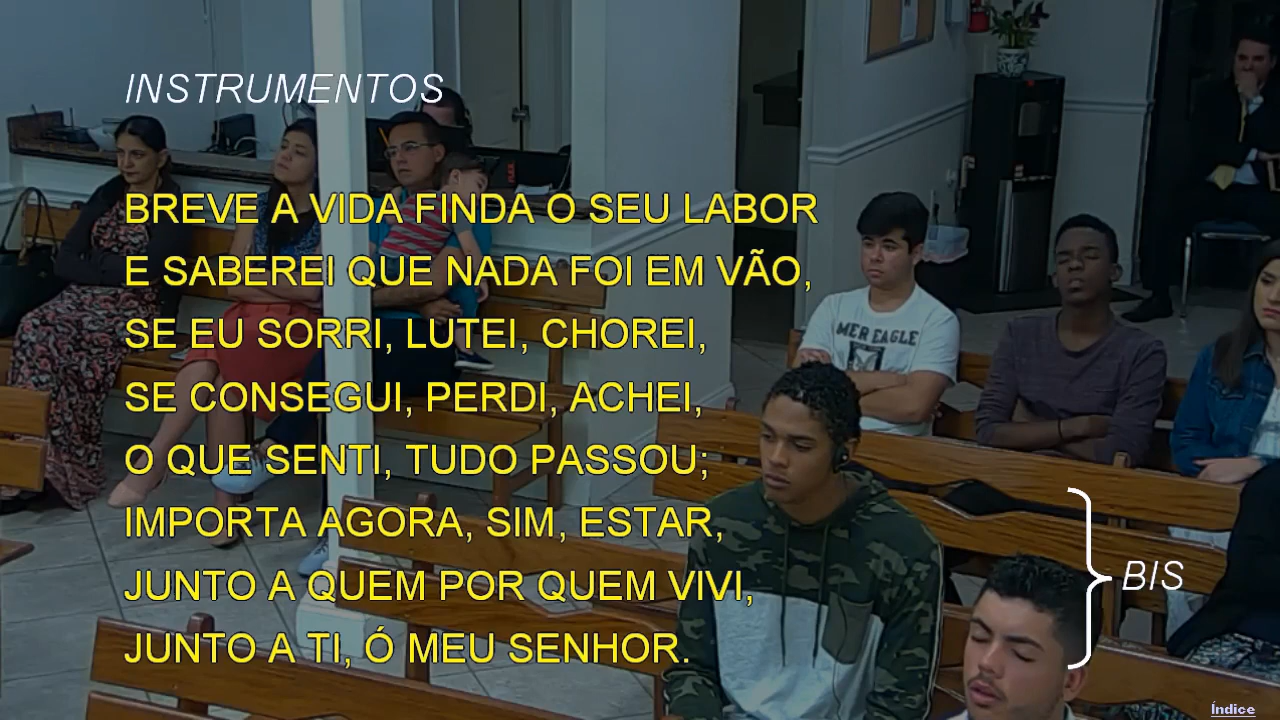 INSTRUMENTOS
BREVE A VIDA FINDA O SEU LABOR
E SABEREI QUE NADA FOI EM VÃO,
SE EU SORRI, LUTEI, CHOREI,
SE CONSEGUI, PERDI, ACHEI,
O QUE SENTI, TUDO PASSOU;
IMPORTA AGORA, SIM, ESTAR,
JUNTO A QUEM POR QUEM VIVI,
JUNTO A TI, Ó MEU SENHOR.
BIS
MER EAGLE
Índice